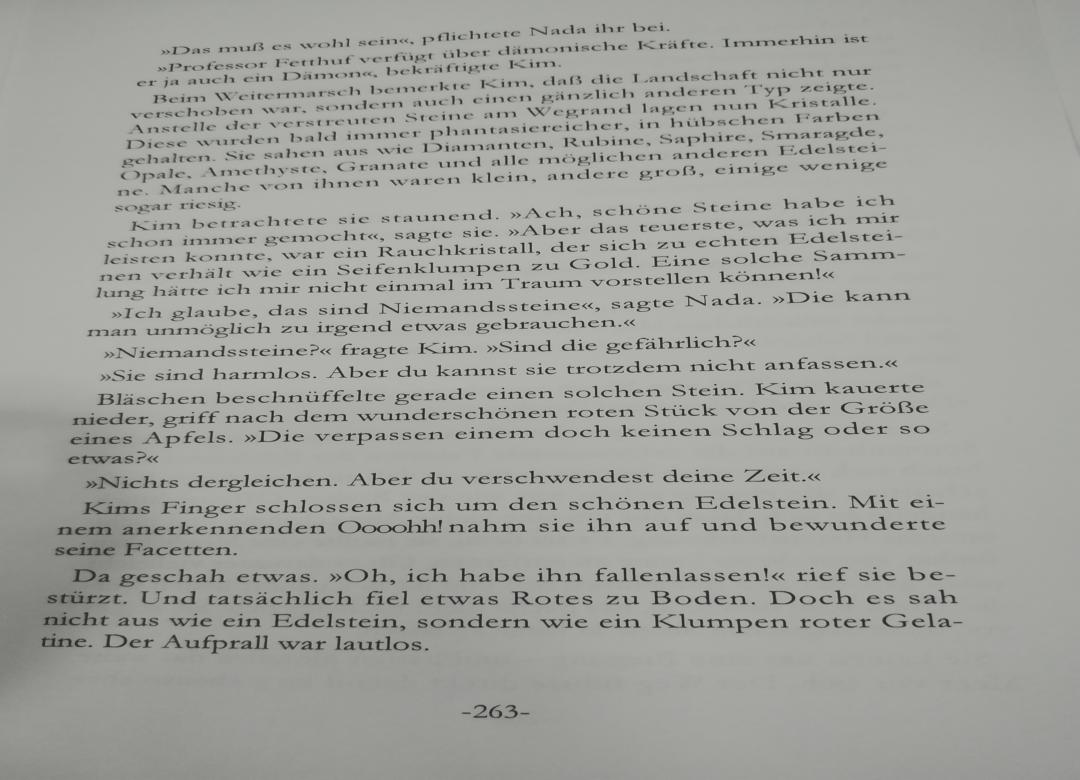 »Das muß es wohl sein«, pflichtete Nada ihr bei.
»Professor Fetthuf verfügt über dämonische Kräfte. Immerhin ist
er ja auch ein Dämon«, bekräftigte Kim.
Beim Weitermarsch bemerkte Kim, daß die Landschaft nicht nur
verschoben war, sondern auch einen gänzlich anderen Typ zeigte.
Anstelle der verstreuten Steine am Wegrand lagen nun Kristalle.
Diese wurden bald immer phantasiereicher, in hübschen Farben
gehalten. Sie sahen aus wie Diamanten, Rubine, Saphire, Smaragde,
Opale, Amethyste, Granate und alle möglichen anderen Edelstei-
ne. Manche von ihnen waren klein, andere groß, einige wenige
sogar riesig.
Kim betrachtete sie staunend. »Ach, schöne Steine habe ich
schon immer gemocht«, sagte sie. »Aber das teuerste, was ich mir
leisten konnte, war ein Rauchkristall, der sich zu echten Edelstei-
nen verhält wie ein Seifenklumpen zu Gold. Eine solche Samm-
lung hätte ich mir nicht einmal im Traum vorstellen können!«
»Ich glaube, das sind Niemandssteine«, sagte Nada. »Die kann
man unmöglich zu irgend etwas gebrauchen.«
»Niemandssteine?« fragte Kim. »Sind die gefährlich?«
»Sie sind harmlos. Aber du kannst sie trotzdem nicht anfassen.«
Bläschen beschnüffelte gerade einen solchen Stein. Kim kauerte
nieder, griff nach dem wunderschönen roten Stück von der Größe
eines Apfels. »Die verpassen einem doch keinen Schlag oder so
etwas?«
»Nichts dergleichen. Aber du verschwendest deine Zeit.«
Kims Finger schlossen sich um den schönen Edelstein. Mit ei-
nem anerkennenden Oooohh! nahm sie ihn auf und bewunderte
seine Facetten.
Da geschah etwas. »Oh, ich habe ihn fallenlassen!« rief sie be-
stürzt. Und tatsächlich fiel etwas Rotes zu Boden. Doch es sah
nicht aus wie ein Edelstein, sondern wie ein Klumpen roter Gela-
tine. Der Aufprall war lautlos.
-263-